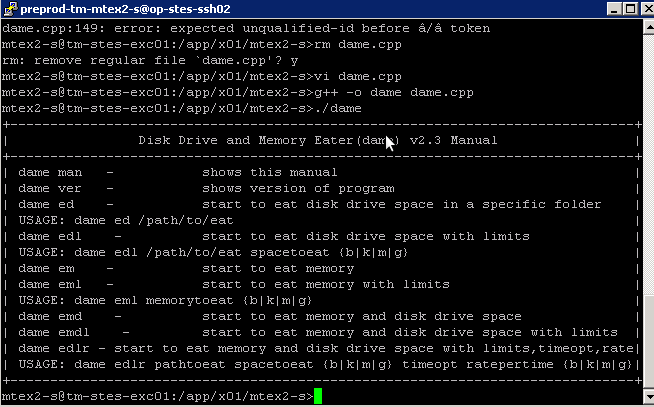 preprod-tm-mtex2-s@op-stes-ssh02
dame.cpp:149: error: expected unqualified-id before â/â token
mtex2-s@tm-stes-exc01:/app/x01/mtex2-s>rm dame.cpp
rm: remove regular file `dame.cpp'? y
mtex2-s@tm-stes-exc01:/app/x01/mtex2-s>vi dame.cpp
mtex2-s@tm-stes-exc01:/app/x01/mtex2-s>g++ -o dame dame.cpp
mtex2-s@tm-stes-exc01:/app/x01/mtex2-s>./dame
+------------------------------------------------------------------------------+
| Disk Drive and Memory Eater(dame) v2.3 Manual |
+------------------------------------------------------------------------------+
| dame man - shows this manual |
| dame ver - shows version of program |
| dame ed - start to eat disk drive space in a specific folder |
| USAGE: dame ed /path/to/eat |
| dame edl - start to eat disk drive space with limits |
| USAGE: dame edl /path/to/eat spacetoeat {b|k|m|g} |
| dame em - start to eat memory |
| dame eml - start to eat memory with limits |
| USAGE: dame eml memorytoeat {b|k|m|g} |
| dame emd - start to eat memory and disk drive space |
| dame emdl - start to eat memory and disk drive space with limits |
| dame edlr - start to eat memory and disk drive space with limits,timeopt,rate|
| USAGE: dame edlr pathtoeat spacetoeat {b|k|m|g} timeopt ratepertime {b|k|m|g}|
+------------------------------------------------------------------------------+
mtex2-s@tm-stes-exc01:/app/x01/mtex2-s>